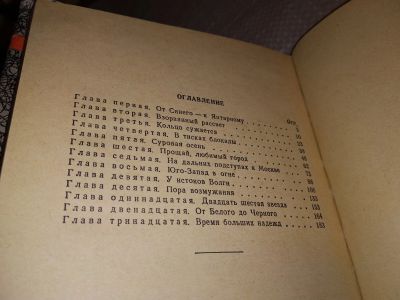 ОГЛАВЛЕНИЕ
Глава первая. От Синего — к Янтарному
Глава вторая. Взорванный рассвет
Глава третья. Кольцо сужается
Глава четвертая. В тисках блокады
Глава пятая. Суровая осень
Глава шестая. Прощай, любимый город
Глава седьмая. На дальних подступах к Москве
Глава восьмая. Юго-Запад в огне
Глава девятая. У истоков Волги
Глава десятая. Пора возмужания
Глава одиннадцатая. Двадцать шестая звезда
Глава двенадцатая. От Белого до Черного 164
Глава тринадцатая. Время больших надежд 183